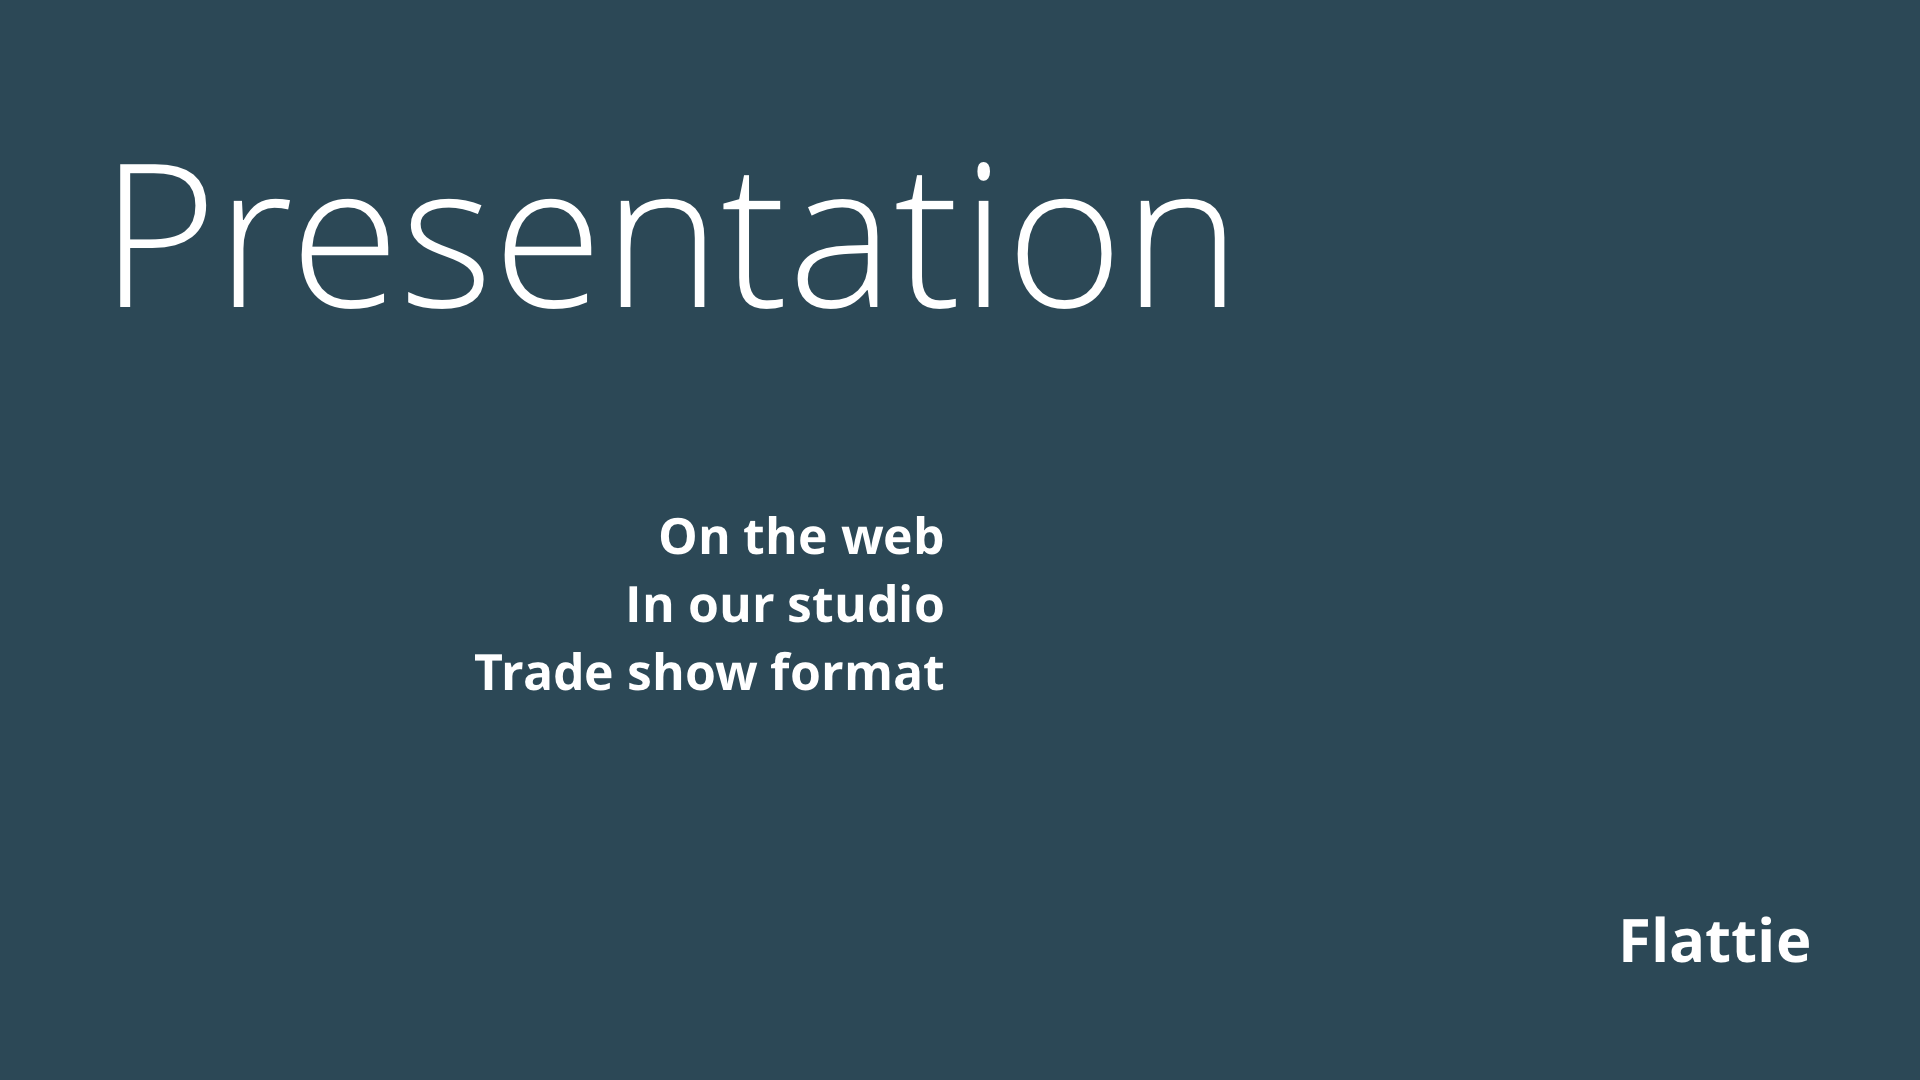 Presentation
On the web
In our studio
Trade show format
Flattie